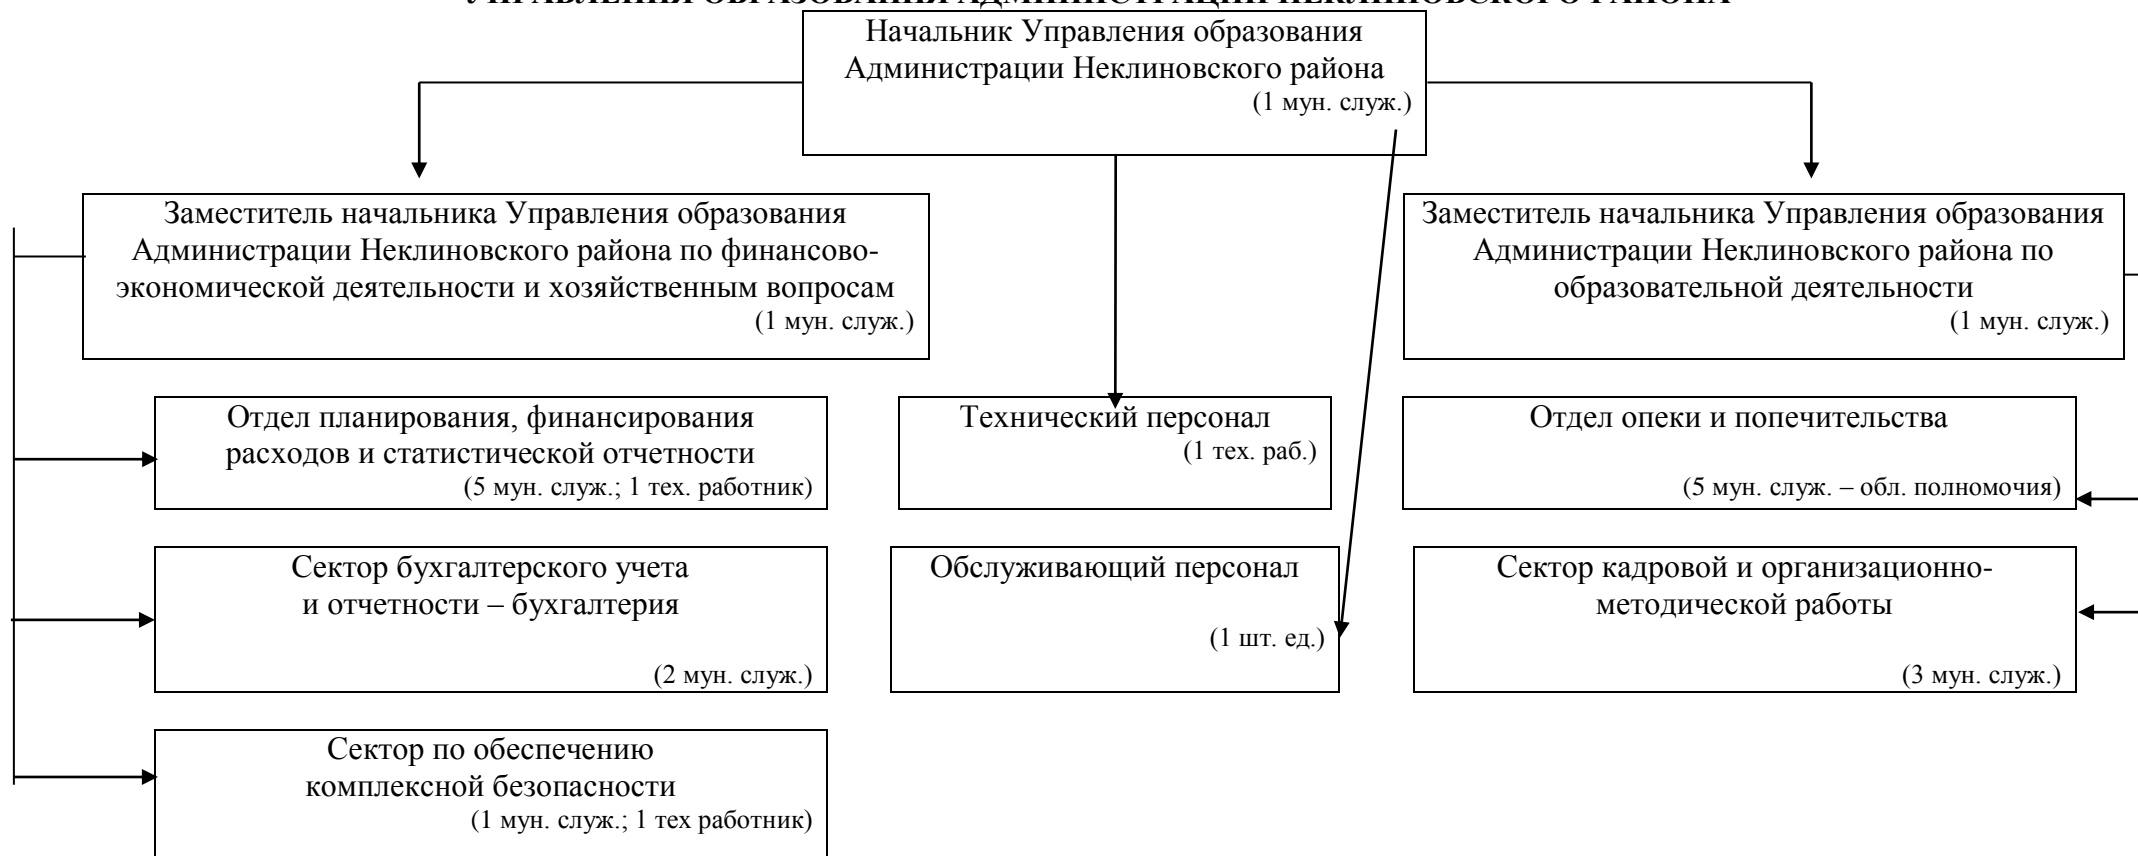 УПРАВЛЕНИЯ ОБРАЗОВАНИЯ АДМИНИСТРАЦИИ НЕКЛИНОВСКОГО РАЙОНА
Начальник Управления образования
Администрации Неклиновского района
(1 мун. служ.)
Заместитель начальника Управления образования
Администрации Неклиновского района по финансово-
экономической деятельности и хозяйственным вопросам
(1 мун. служ.)
Заместитель начальника Управления образования
Администрации Неклиновского района по
образовательной деятельности
(1 мун. служ.)
Отдел планирования, финансирования
расходов и статистической отчетности
(5 мун. служ.; 1 тех. работник)
Технический персонал
(1 тех. раб.)
Отдел опеки и попечительства
(5 мун. служ. – обл. полномочия)
Сектор бухгалтерского учета
и отчетности – бухгалтерия
(2 мун. служ.)
Обслуживающий персонал
(1 шт. ед.)
Сектор кадровой и организационно-
методической работы
(3 мун. служ.)
Сектор по обеспечению
комплексной безопасности
(1 мун. служ.; 1 тех работник)